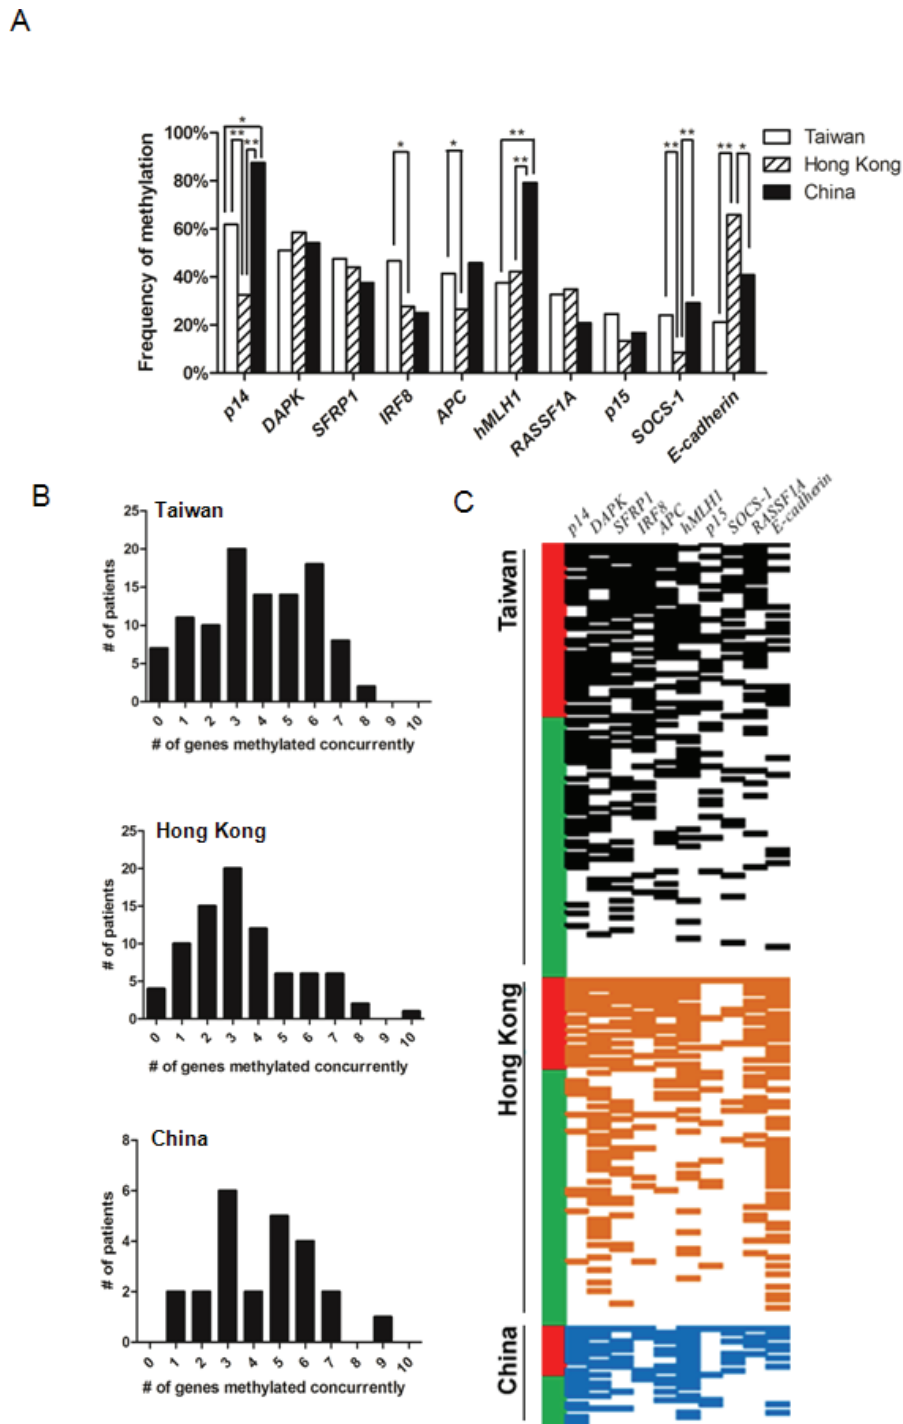 A
* ** ** * * ** ** ** ** ** *
Frequency of methylation
100%
80%
60%
40%
20%
0%
Taiwan
Hong Kong
China
p14 DAPK SFRP1 IRF8 APC hMLH1 RASSF1A p15 SOCS-1 E-cadherin
B
Taiwan
# of patients
25
20
15
10
5
0
0 1 2 3 4 5 6 7 8 9 10
# of genes methylated concurrently
Hong Kong
# of patients
25
20
15
10
5
0
0 1 2 3 4 5 6 7 8 9 10
# of genes methylated concurrently
China
# of patients
8
6
4
2
0
0 1 2 3 4 5 6 7 8 9 10
# of genes methylated concurrently
C
p14 DAPK SFRP1 IRF8 APC hMLH1 p15 SOCS-1 RASSF1A E-cadherin
Taiwan
Hong Kong
China